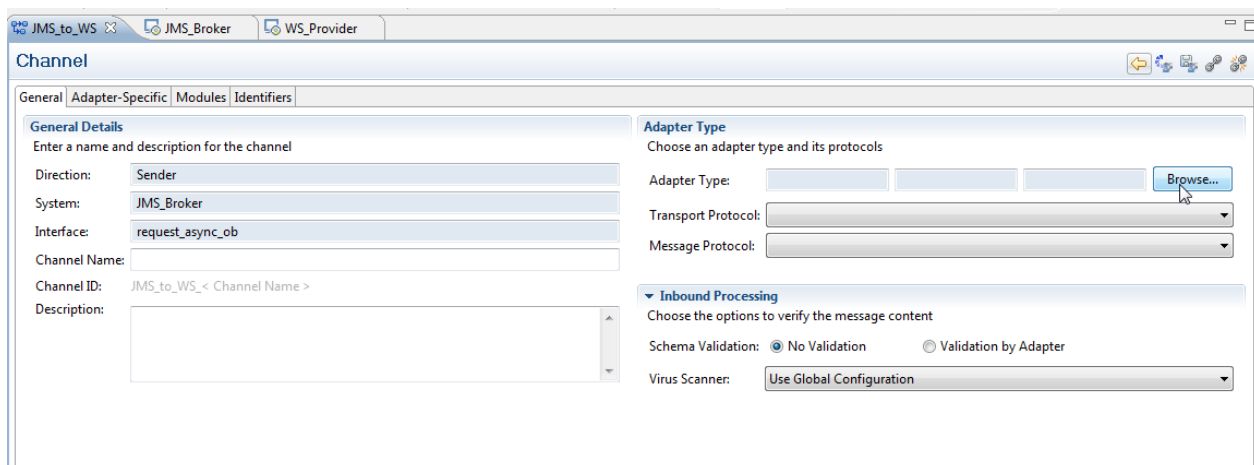 JMS_to_WS JMS_Broker WS_Provider
Channel
General Adapter-Specific Modules Identifiers
General Details
Enter a name and description for the channel
Direction: Sender
System: JMS_Broker
Interface: request_async_ob
Channel Name:
Channel ID: JMS_to_WS_< Channel Name >
Description:
Adapter Type
Choose an adapter type and its protocols
Adapter Type: Browse...
Transport Protocol:
Message Protocol:
Inbound Processing
Choose the options to verify the message content
Schema Validation: No Validation Validation by Adapter
Virus Scanner: Use Global Configuration